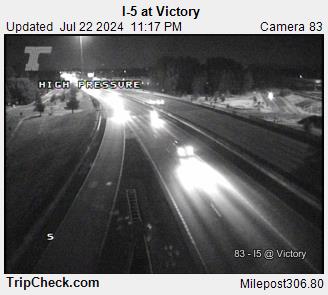 I-5 at Victory
Updated Jul 22 2024 11:17 PM
Camera 83
T
HIGH PRESSURE
S
83 - I5 @ Victory
TripCheck.com
Milepost306.80